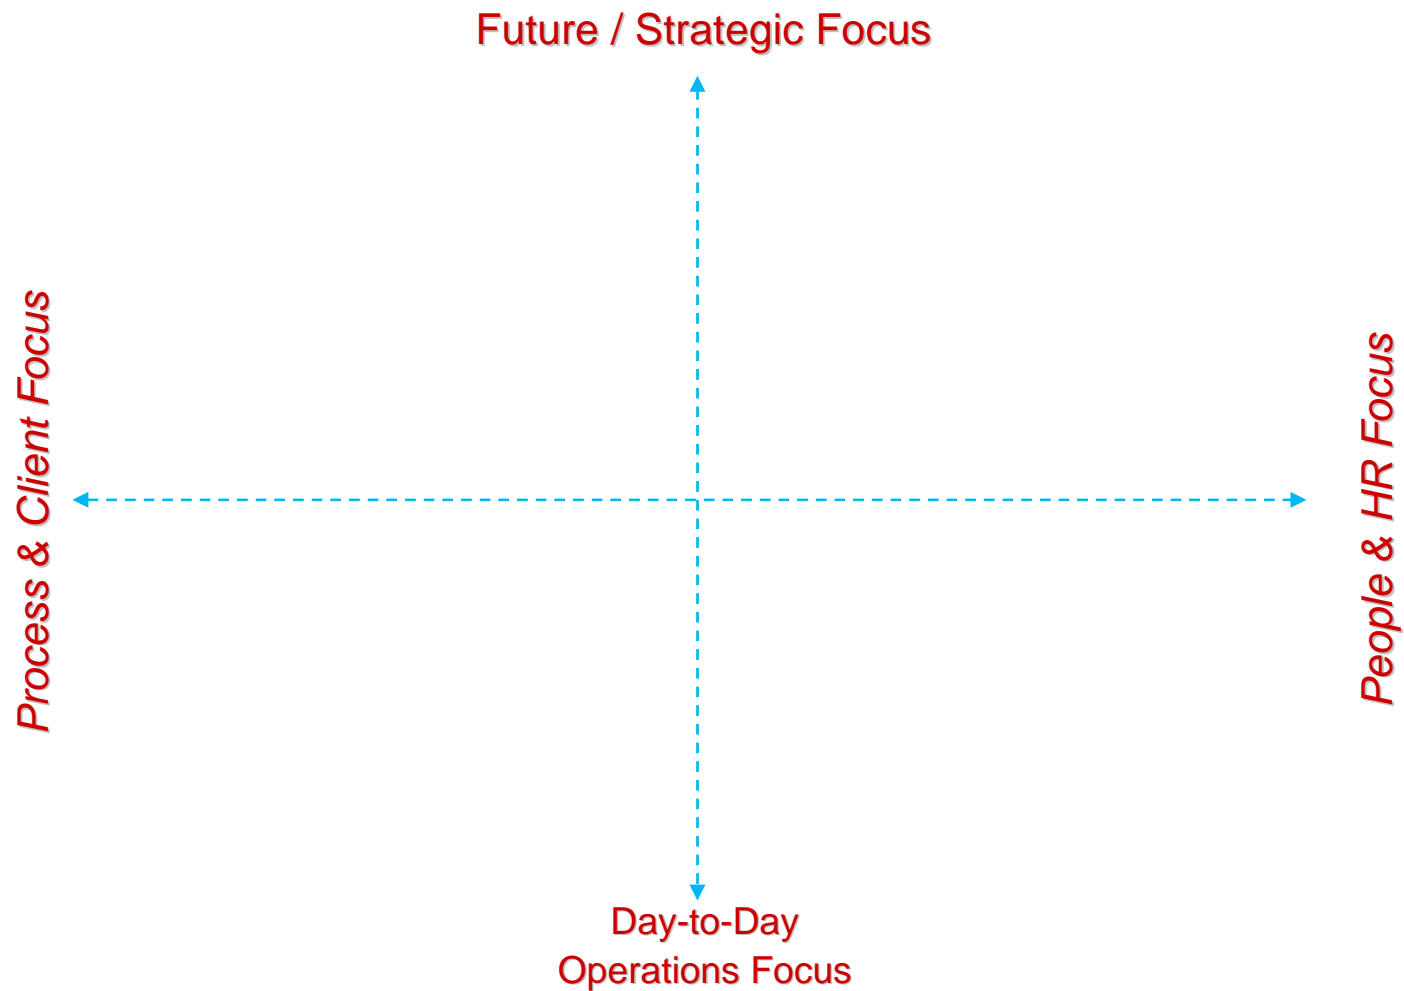 Future / Strategic Focus
Process & Client Focus
People & HR Focus
Day-to-Day
Operations Focus